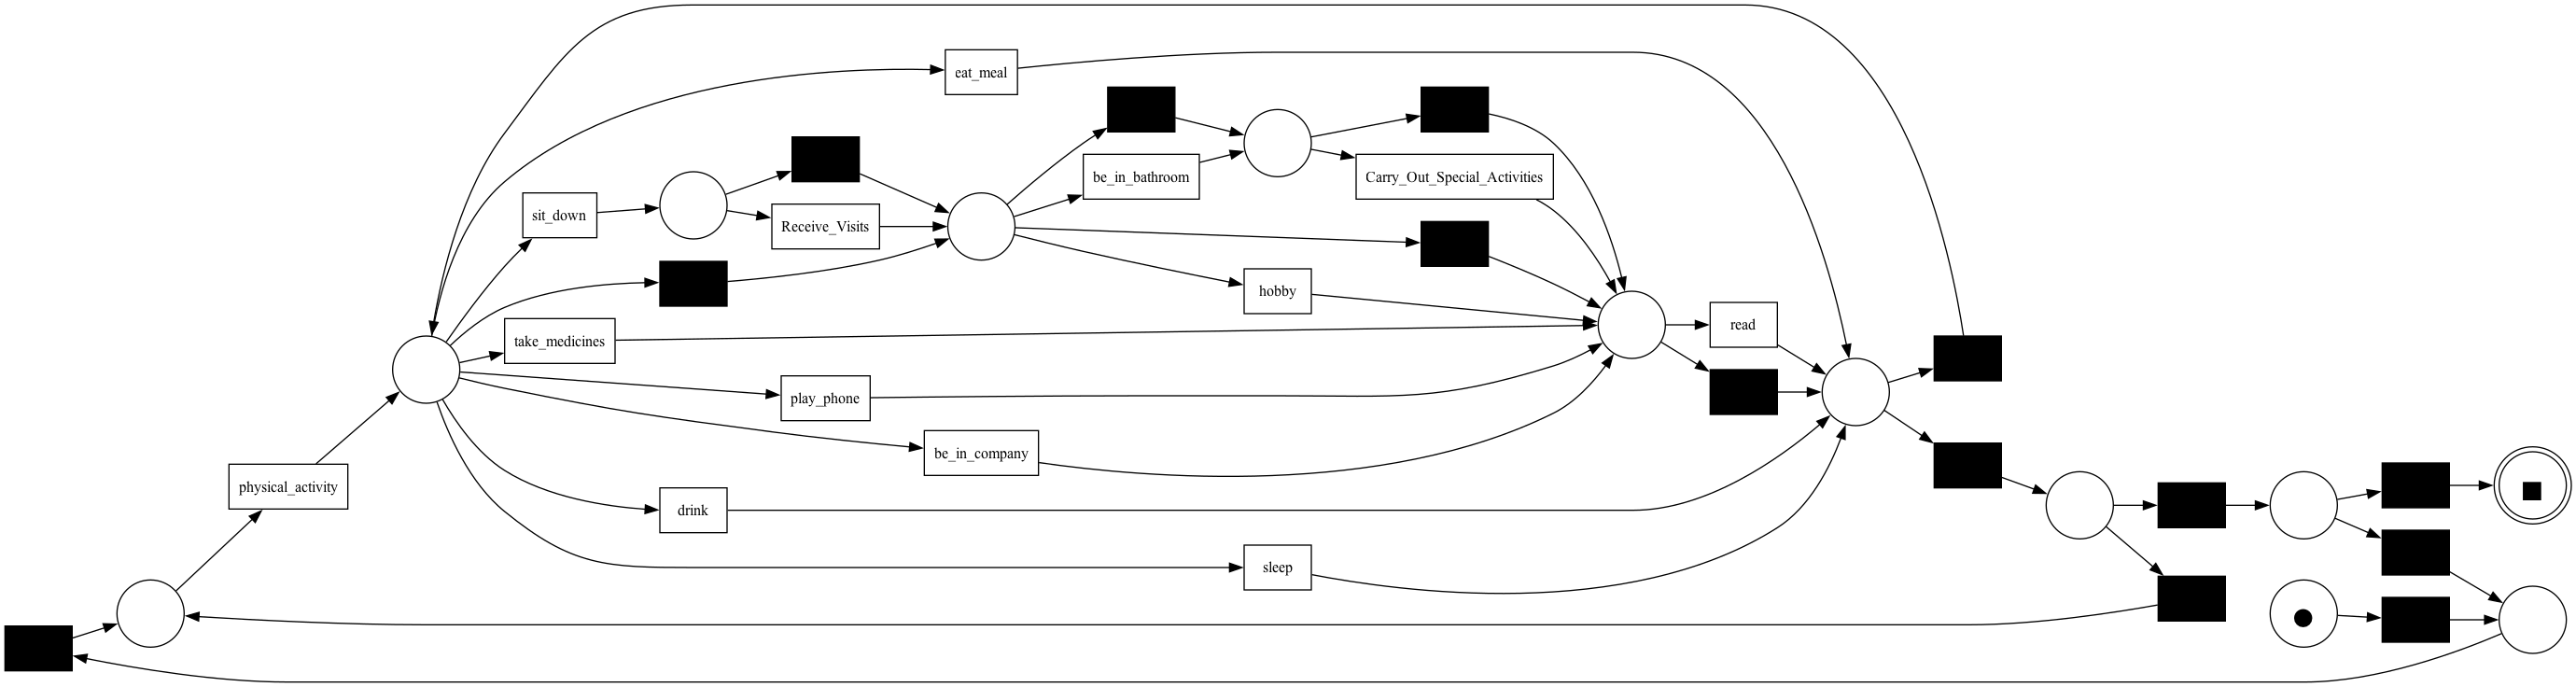 eat_meal
be_in_bathroom
Carry_Out_Special_Activities
sit_down
Receive_Visits
hobby
take_medicines
read
play_phone
be_in_company
physical_activity
drink
sleep